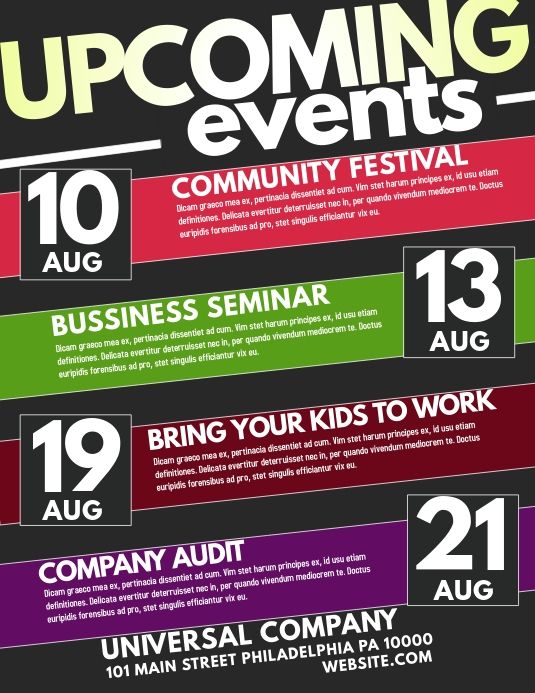 UPCOMING
events
COMMUNITY FESTIVAL
Dicam graeco mea ex, pertinacia dissentiet ad cum. Vim stet harum principes ex, id usu etiam
definitiones. Delicata evertitur deterruisset nec in, per quando vivendum mediocrem te. Doctus
euripidis forensibus ad pro, stet singulis efficiantur vix eu.
10
AUG
BUSSINESS SEMINAR
Dicam graeco mea ex, pertinacia dissentiet ad cum. Vim stet harum principes ex, id usu etiam
definitiones. Delicata evertitur deterruisset nec in, per quando vivendum mediocrem te. Doctus
euripidis forensibus ad pro, stet singulis efficiantur vix eu.
13
AUG
BRING YOUR KIDS TO WORK
Dicam graeco mea ex, pertinacia dissentiet ad cum. Vim stet harum principes ex, id usu etiam
definitiones. Delicata evertitur deterruisset nec in, per quando vivendum mediocrem te. Doctus
euripidis forensibus ad pro, stet singulis efficiantur vix eu.
19
AUG
COMPANY AUDIT
Dicam graeco mea ex, pertinacia dissentiet ad cum. Vim stet harum principes ex, id usu etiam
definitiones. Delicata evertitur deterruisset nec in, per quando vivendum mediocrem te. Doctus
euripidis forensibus ad pro, stet singulis efficiantur vix eu.
21
AUG
UNIVERSAL COMPANY
101 MAIN STREET PHILADELPHIA PA 10000
WEBSITE.COM